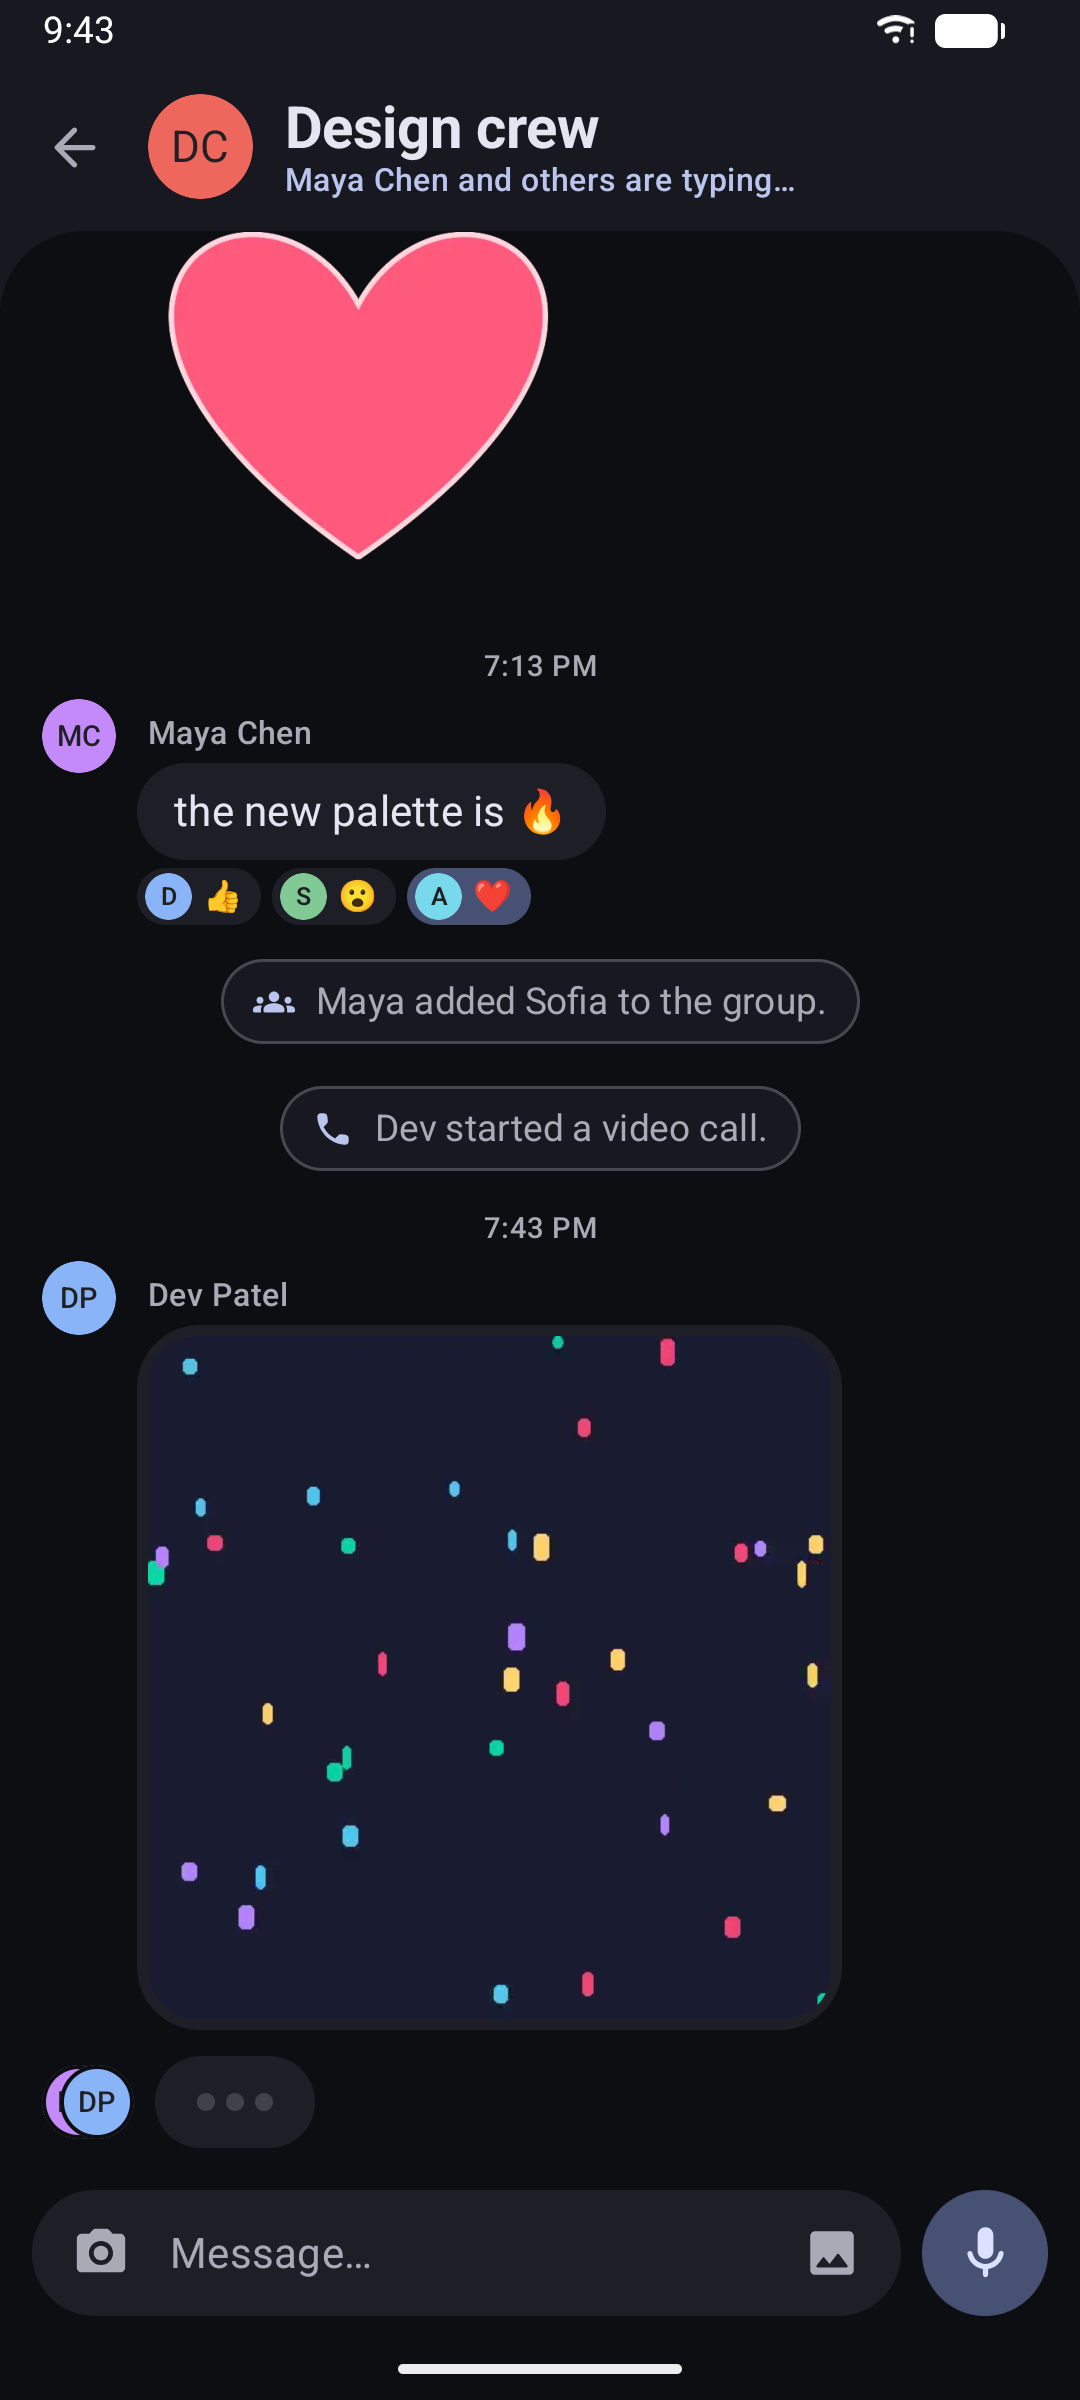 9:43
DC
Design crew
Maya Chen and others are typing...
7:13 PM
MC
Maya Chen
the new palette is 🔥
D 👍 S 😮 A ❤️
Maya added Sofia to the group.
Dev started a video call.
7:43 PM
DP
Dev Patel
DP
Message...